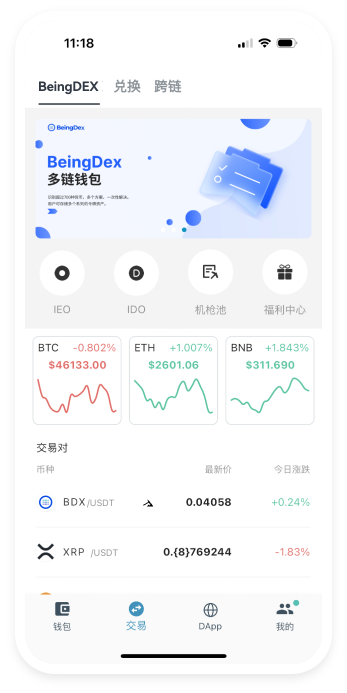 11:18
BeingDEX 兑换 跨链
BeingDex
BeingDex
多链钱包
IEO
IDO
机枪池
福利中心
BTC -0.802%
$46133.00
ETH +1.007%
$2601.06
BNB +1.843%
$311.690
交易对
币种 最新价 今日涨跌
BDX/USDT 0.04058 +0.24%
XRP /USDT 0.{8}769244 -1.83%
钱包
交易
DApp
我的